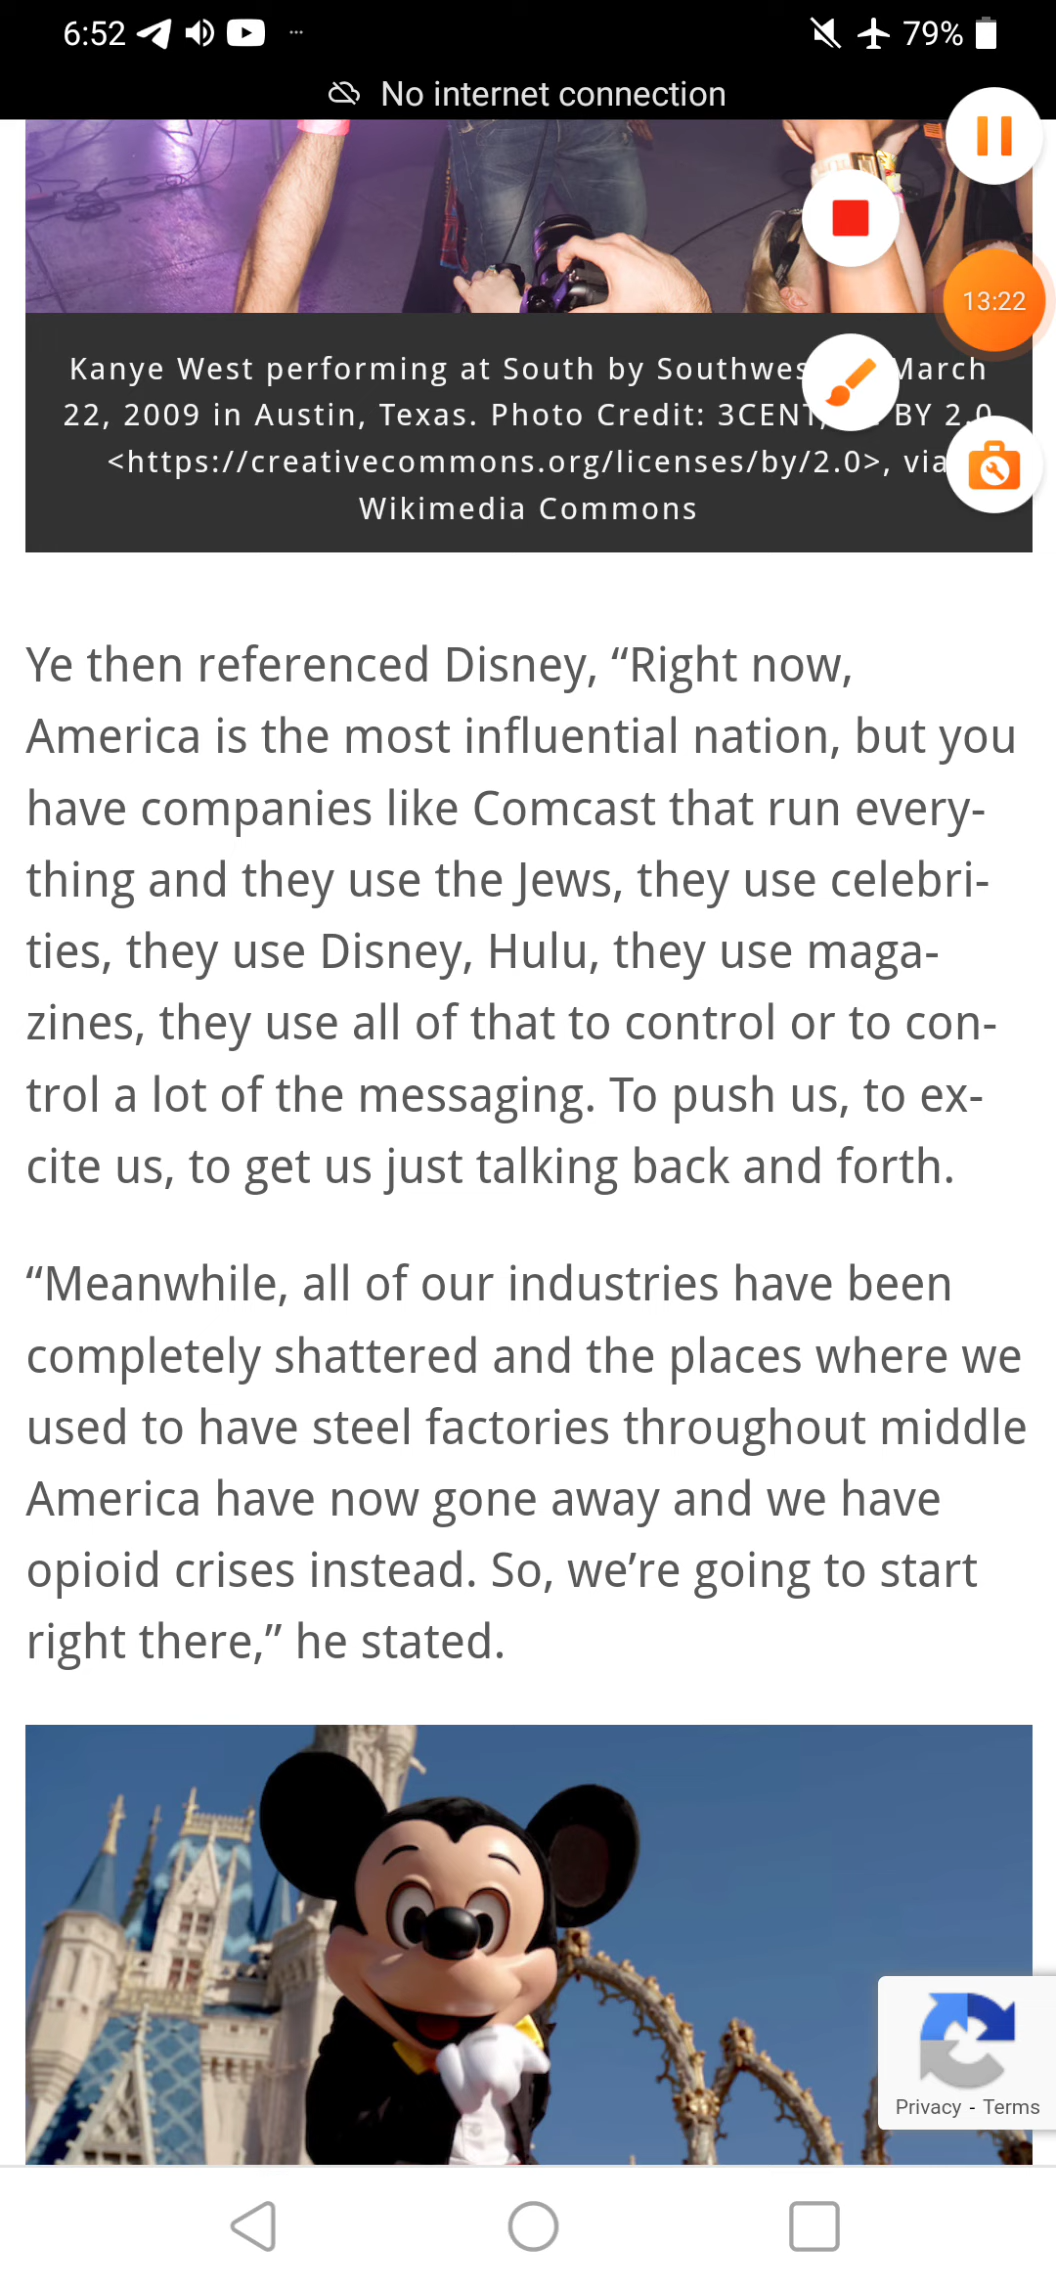 6:52 79%
No internet connection
13:22
Kanye West performing at South by Southwes March
22, 2009 in Austin, Texas. Photo Credit: BY 2.0
<https://creativecommons.org/licenses/by/2.0>, via
Wikimedia Commons
Ye then referenced Disney, “Right now,
America is the most influential nation, but you
have companies like Comcast that run every-
thing and they use the Jews, they use celebri-
ties, they use Disney, Hulu, they use maga-
zines, they use all of that to control or to con-
trol a lot of the messaging. To push us, to ex-
cite us, to get us just talking back and forth.
“Meanwhile, all of our industries have been
completely shattered and the places where we
used to have steel factories throughout middle
America have now gone away and we have
opioid crises instead. So, we’re going to start
right there,” he stated.
Privacy - Terms